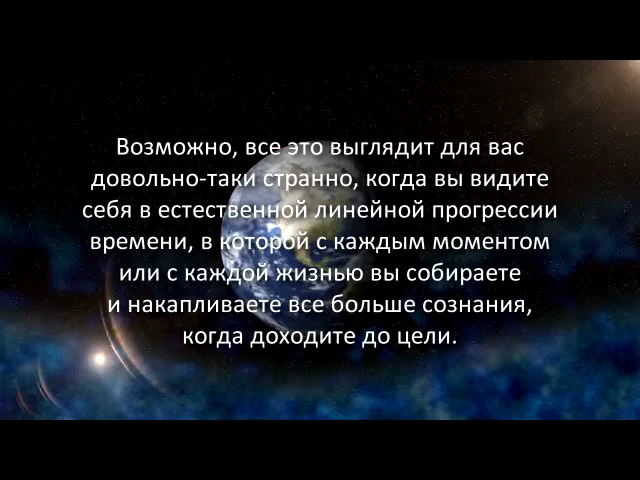 Возможно, все это выглядит для вас
довольно-таки странно, когда вы видите
себя в естественной линейной прогрессии
времени, в которой с каждым моментом
или с каждой жизнью вы собираете
и накапливаете все больше сознания,
когда доходите до цели.